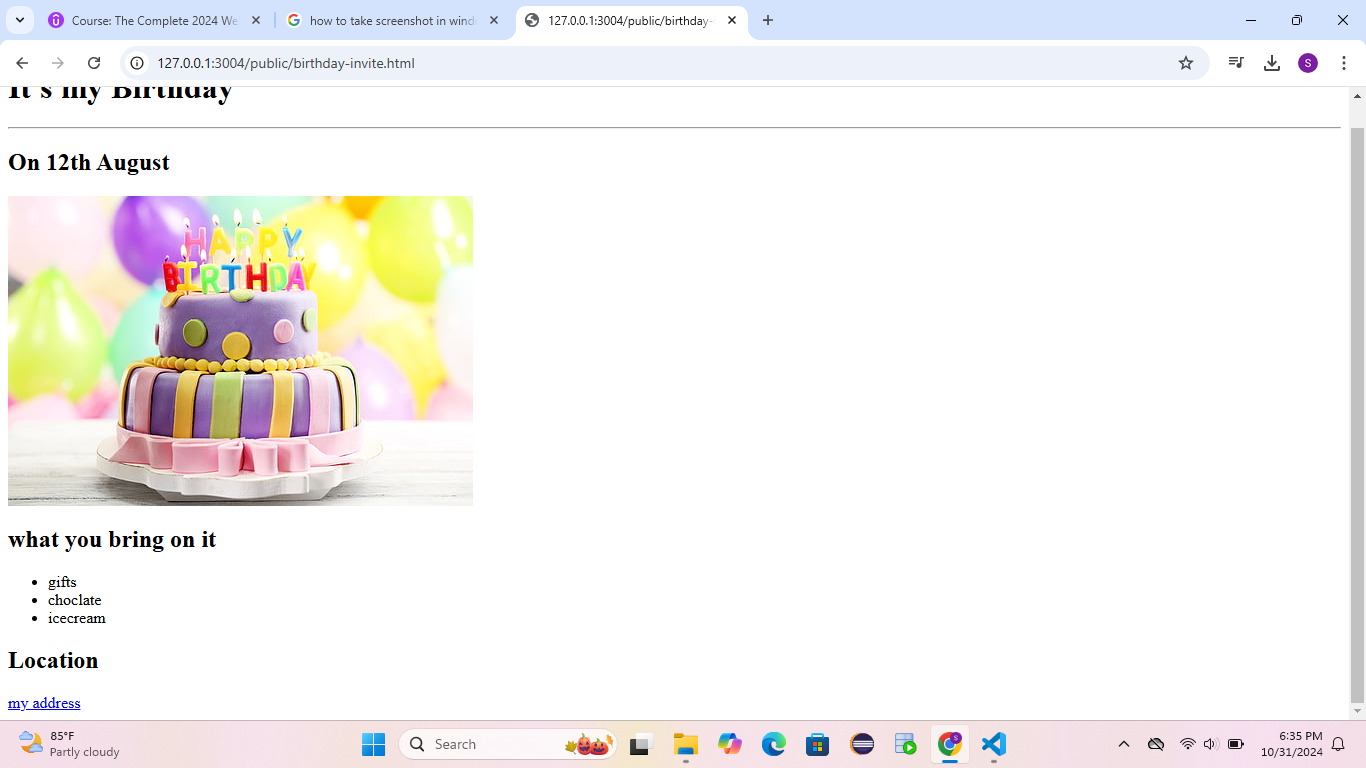 Course: The Complete 2024 We
how to take screenshot in wind
127.0.0.1:3004/public/birthday-
127.0.0.1:3004/public/birthday-invite.html
S
It's my Birthday
On 12th August
HAPPY
BIRTHDAY
what you bring on it
• gifts
• choclate
• icecream
Location
my address
85°F
Partly cloudy
Search
6:35 PM
10/31/2024